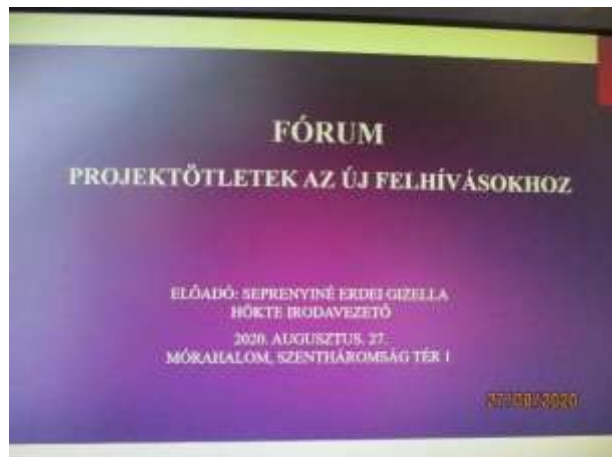 FÓRUM
PROJEKTÖTLETEK AZ ÚJ FELHÍVÁSOKHOZ
ELŐADÓ: SEPRENYINÉ ERDEI GIZELLA
HÖKTE IRODAVEZETŐ
2020. AUGUSZTUS. 27.
MÓRAHALOM, SZENTHÁROMSÁG TÉR 1
27/08/2020